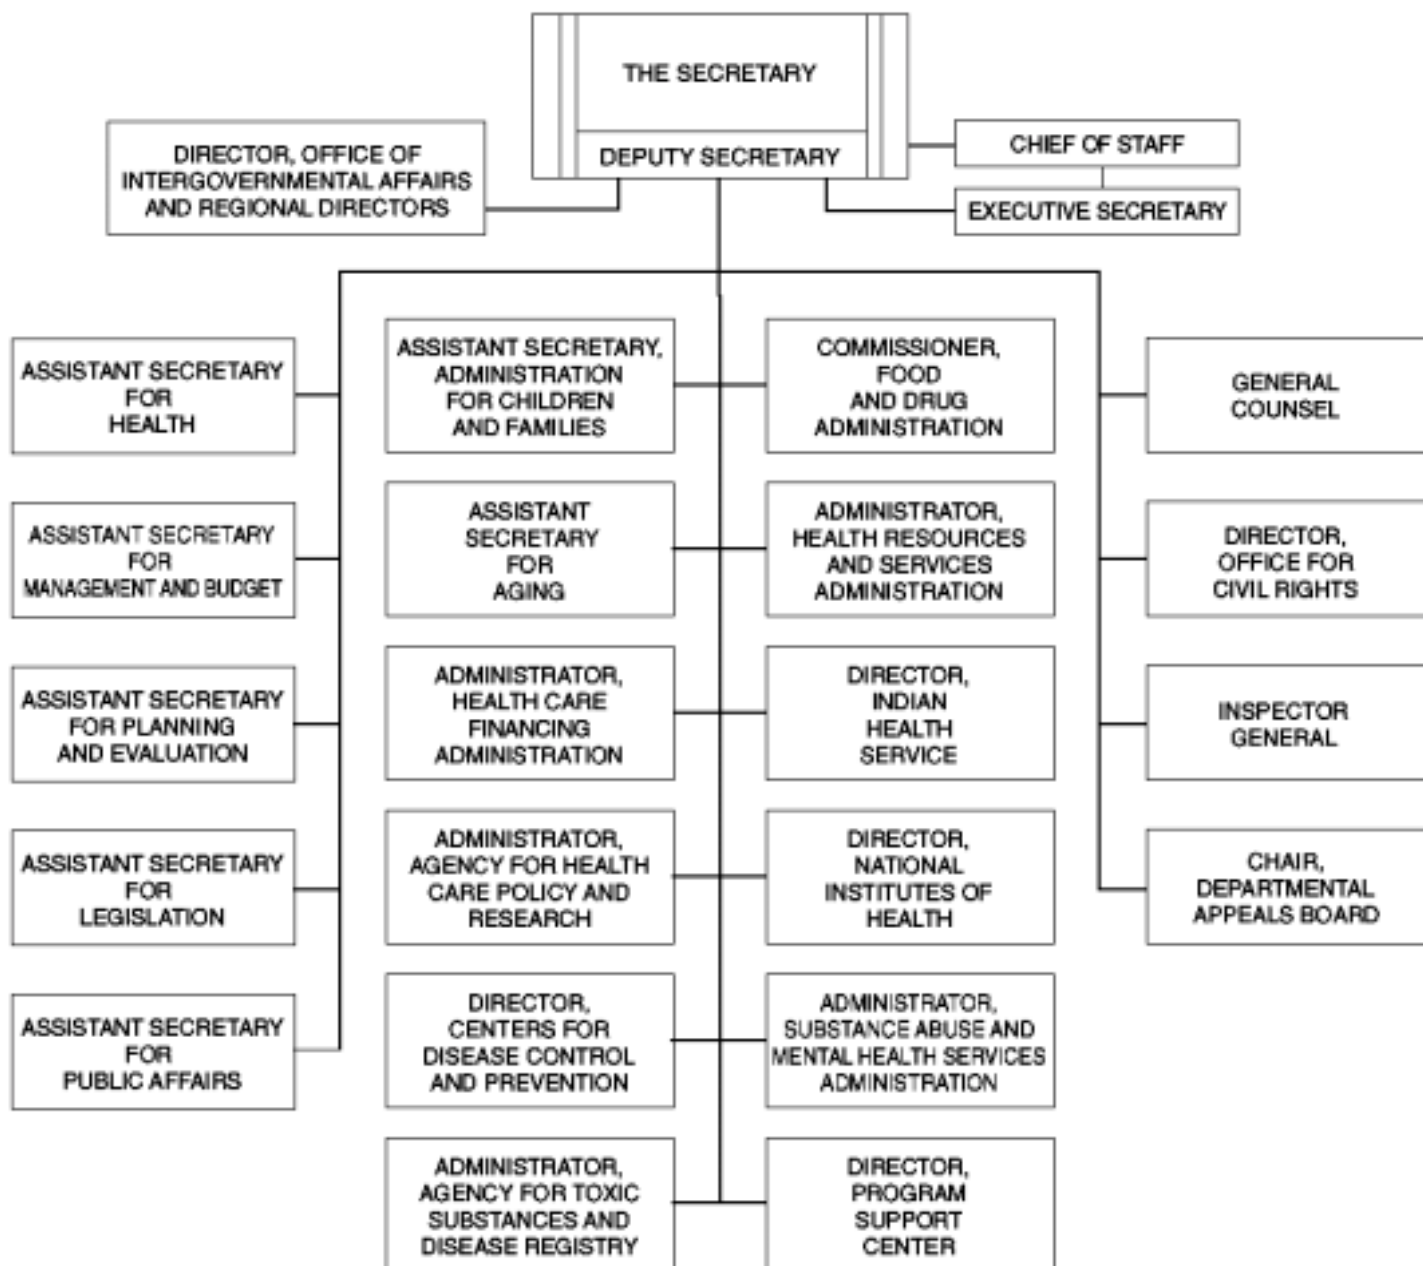 THE SECRETARY
DEPUTY SECRETARY
DIRECTOR, OFFICE OF
INTERGOVERNMENTAL AFFAIRS
AND REGIONAL DIRECTORS
CHIEF OF STAFF
EXECUTIVE SECRETARY
ASSISTANT SECRETARY
FOR
HEALTH
ASSISTANT SECRETARY
FOR
MANAGEMENT AND BUDGET
ASSISTANT SECRETARY
FOR PLANNING
AND EVALUATION
ASSISTANT SECRETARY
FOR
LEGISLATION
ASSISTANT SECRETARY
FOR
PUBLIC AFFAIRS
ASSISTANT SECRETARY,
ADMINISTRATION
FOR CHILDREN
AND FAMILIES
ASSISTANT
SECRETARY
FOR
AGING
ADMINISTRATOR,
HEALTH CARE
FINANCING
ADMINISTRATION
ADMINISTRATOR,
AGENCY FOR HEALTH
CARE POLICY AND
RESEARCH
DIRECTOR,
CENTERS FOR
DISEASE CONTROL
AND PREVENTION
ADMINISTRATOR,
AGENCY FOR TOXIC
SUBSTANCES AND
DISEASE REGISTRY
COMMISSIONER,
FOOD
AND DRUG
ADMINISTRATION
ADMINISTRATOR,
HEALTH RESOURCES
AND SERVICES
ADMINISTRATION
DIRECTOR,
INDIAN
HEALTH
SERVICE
DIRECTOR,
NATIONAL
INSTITUTES OF
HEALTH
ADMINISTRATOR,
SUBSTANCE ABUSE AND
MENTAL HEALTH SERVICES
ADMINISTRATION
DIRECTOR,
PROGRAM
SUPPORT
CENTER
GENERAL
COUNSEL
DIRECTOR,
OFFICE FOR
CIVIL RIGHTS
INSPECTOR
GENERAL
CHAIR,
DEPARTMENTAL
APPEALS BOARD